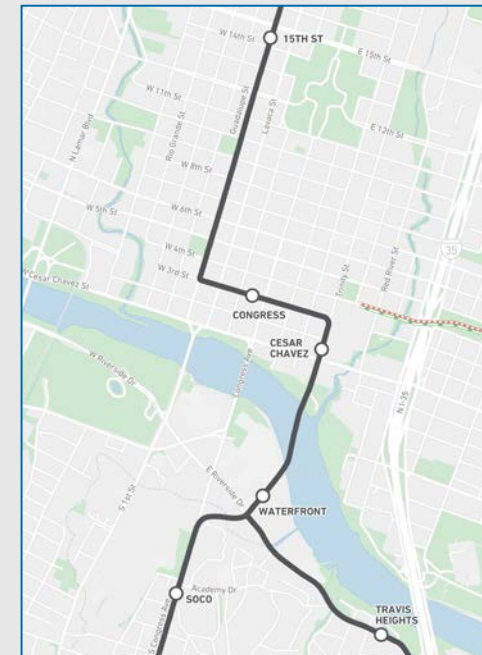 15TH ST
W 14th St
E 15th St
W 11th St
Guadalupe St
Lavaca St
Rio Grande St
N Lamar Blvd
E 12th St
W 8th St
W 6th St
W 5th St
W 4th St
W 3rd St
W Cesar Chavez St
Trinity St
Red River St
35
CONGRESS
CESAR
CHAVEZ
W Riverside Dr
Congress Ave
N I-35
S 1st St
E Riverside Dr
WATERFRONT
Academy Dr
SOCO
S Congress Ave
TRAVIS
HEIGHTS